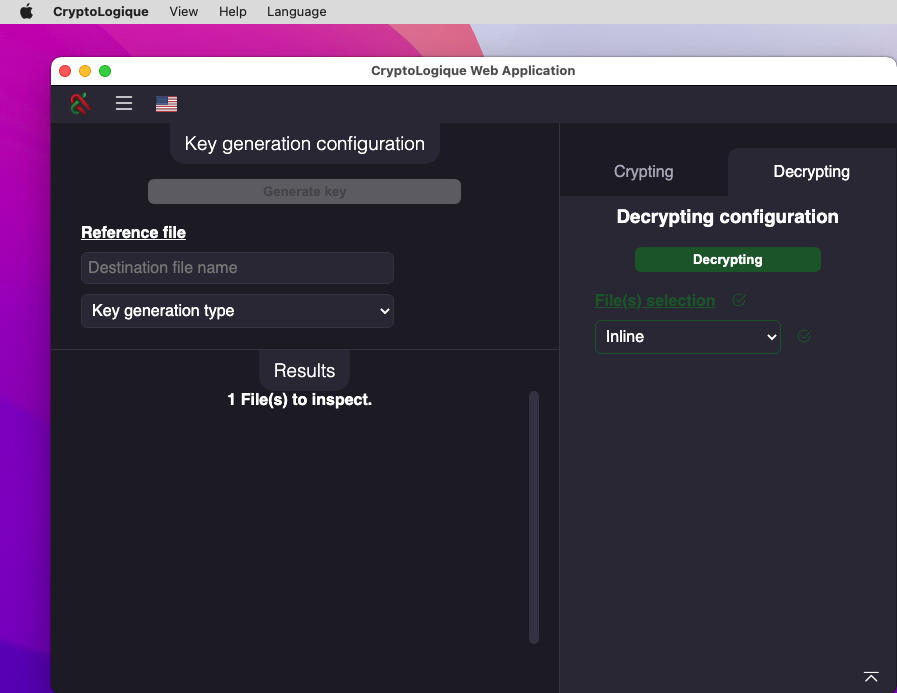 CryptoLogique View Help Language
CryptoLogique Web Application
Key generation configuration
Generate key
Reference file
Destination file name
Key generation type
Results
1 File(s) to inspect.
Crypting Decrypting
Decrypting configuration
Decrypting
File(s) selection
Inline